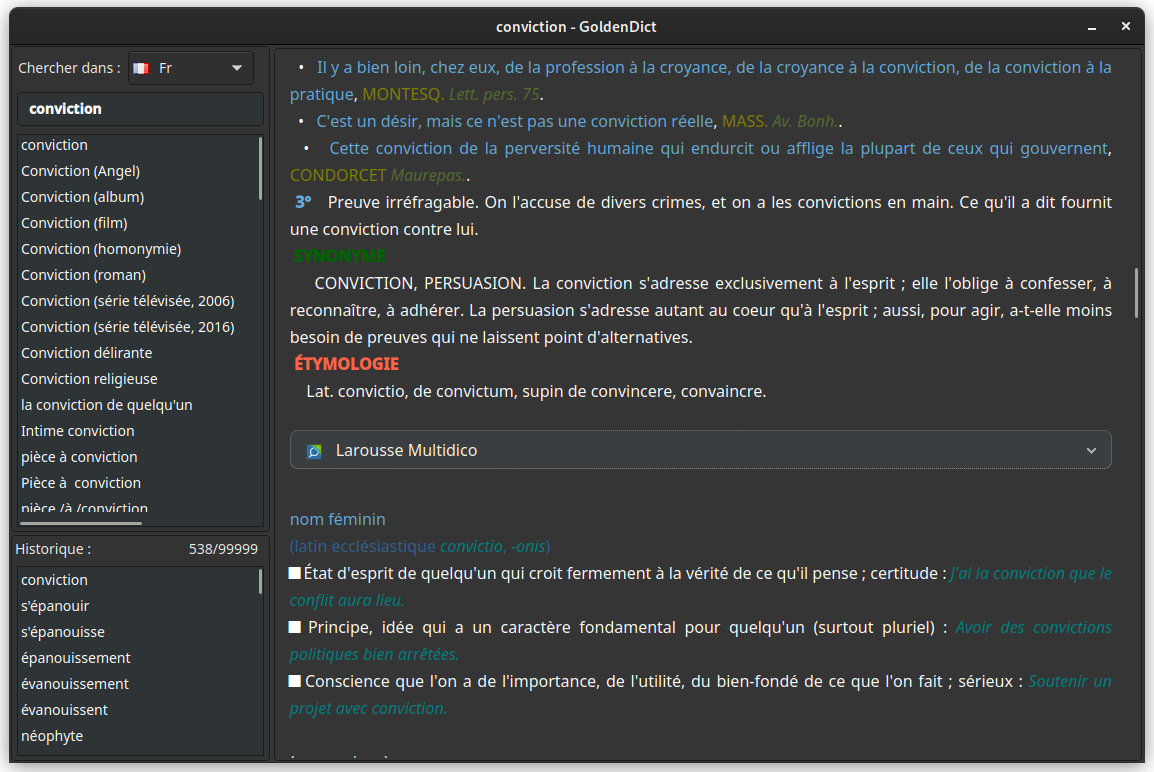 conviction - GoldenDict
Chercher dans :
Fr
conviction
conviction
Conviction (Angel)
Conviction (album)
Conviction (film)
Conviction (homonymie)
Conviction (roman)
Conviction (série télévisée, 2006)
Conviction (série télévisée, 2016)
Conviction délirante
Conviction religieuse
la conviction de quelqu'un
Intime conviction
pièce à conviction
Pièce à  conviction
pièce /à /conviction
Historique :
538/99999
conviction
s'épanouir
s'épanouisse
épanouissement
évanouissement
évanouissent
néophyte
• Il y a bien loin, chez eux, de la profession à la croyance, de la croyance à la conviction, de la conviction à la
pratique, MONTESQ. Lett. pers. 75.
• C'est un désir, mais ce n'est pas une conviction réelle, MASS. Av. Bonh..
• Cette conviction de la perversité humaine qui endurcit ou afflige la plupart de ceux qui gouvernent,
CONDORCET Maurepas..
3° Preuve irréfragable. On l'accuse de divers crimes, et on a les convictions en main. Ce qu'il a dit fournit
une conviction contre lui.
SYNONYME
CONVICTION, PERSUASION. La conviction s'adresse exclusivement à l'esprit ; elle l'oblige à confesser, à
reconnaître, à adhérer. La persuasion s'adresse autant au coeur qu'à l'esprit ; aussi, pour agir, a-t-elle moins
besoin de preuves qui ne laissent point d'alternatives.
ÉTYMOLOGIE
Lat. convictio, de convictum, supin de convincere, convaincre.
Larousse Multidico
nom féminin
(latin ecclésiastique convictio, -onis)
■ État d'esprit de quelqu'un qui croit fermement à la vérité de ce qu'il pense ; certitude : J'ai la conviction que le
conflit aura lieu.
■ Principe, idée qui a un caractère fondamental pour quelqu'un (surtout pluriel) : Avoir des convictions
politiques bien arrêtées.
■ Conscience que l'on a de l'importance, de l'utilité, du bien-fondé de ce que l'on fait ; sérieux : Soutenir un
projet avec conviction.